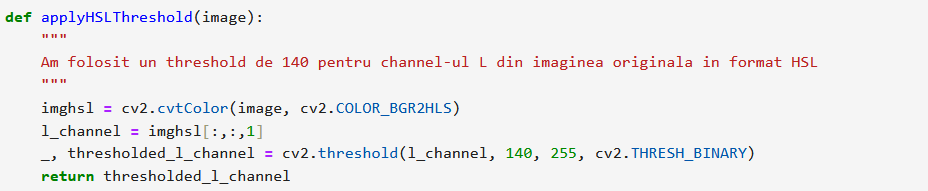 def applyHSLThreshold(image):
    """
    Am folosit un threshold de 140 pentru channel-ul L din imaginea originala in format HSL
    """
    imghsl = cv2.cvtColor(image, cv2.COLOR_BGR2HLS)
    l_channel = imghsl[:,:,1]
    _, thresholded_l_channel = cv2.threshold(l_channel, 140, 255, cv2.THRESH_BINARY)
    return thresholded_l_channel